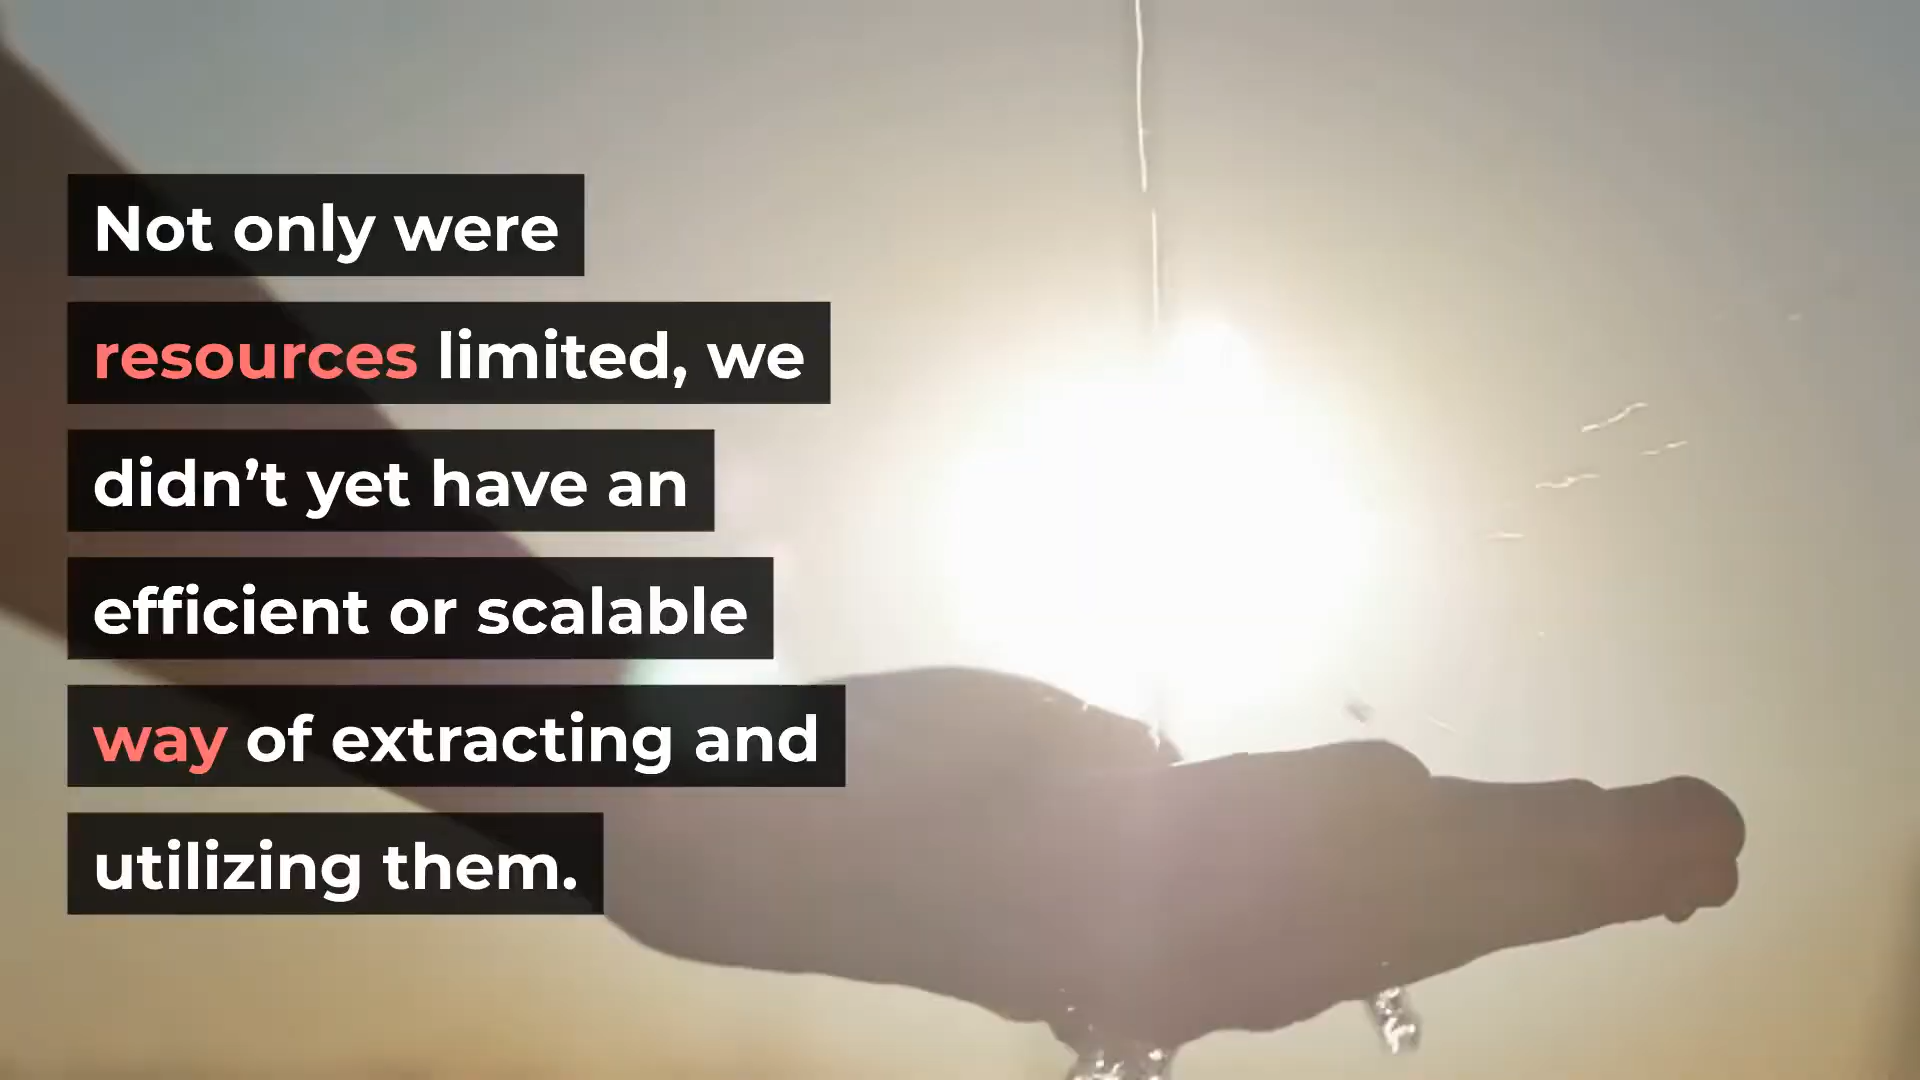 Not only were
resources limited, we
didn’t yet have an
efficient or scalable
way of extracting and
utilizing them.